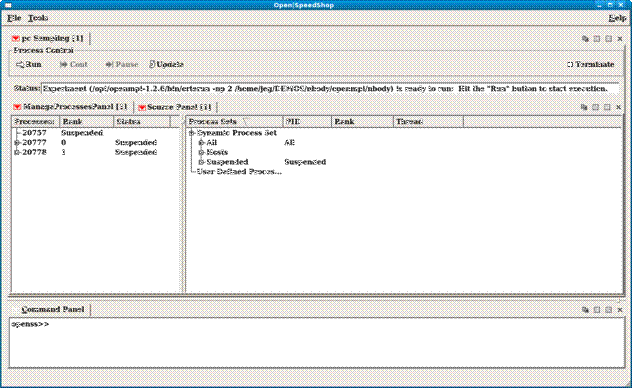 Open|SpeedShop
File Tools Help
pc Sampling [1]
Process Control
Run Cont Pause Update Terminate
Status: Experiment (/opt/openmpi-1.2.6/bin/orterun -np 2 /home/jeg/DEMOS/nbody/openmpi/nbody) is ready to run: Hit the "Run" button to start execution.
ManageProcessesPanel [1] Source Panel [1]
Processes: Rank Status Process Sets PID Rank Thread
20757 Suspended Dynamic Process Set
20777 0 Suspended All All
20778 1 Suspended Hosts
Suspended Suspended
User Defined Proces...
Command Panel
openss>>